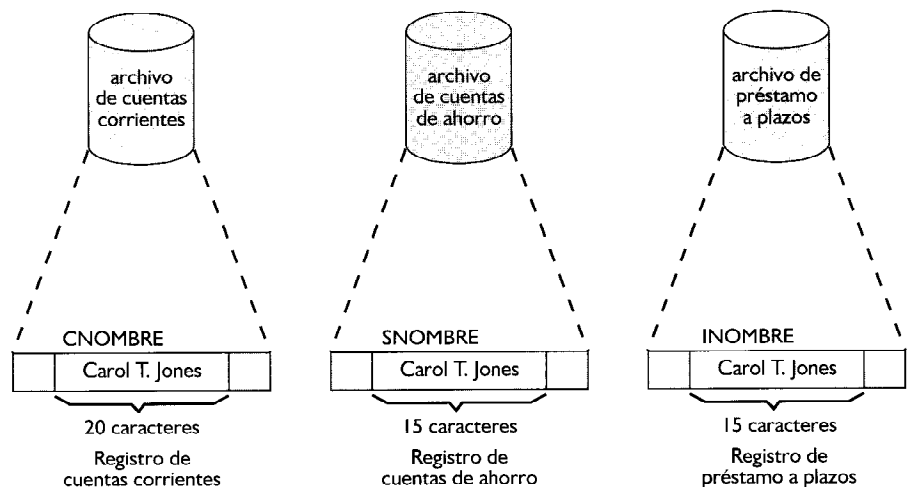 archivo
de cuentas
corrientes
archivo
de cuentas
de ahorro
archivo de
préstamo
a plazos
CNOMBRE
Carol T. Jones
20 caracteres
Registro de
cuentas corrientes
SNOMBRE
Carol T. Jones
15 caracteres
Registro de
cuentas de ahorro
INOMBRE
Carol T. Jones
15 caracteres
Registro de
préstamo a plazos